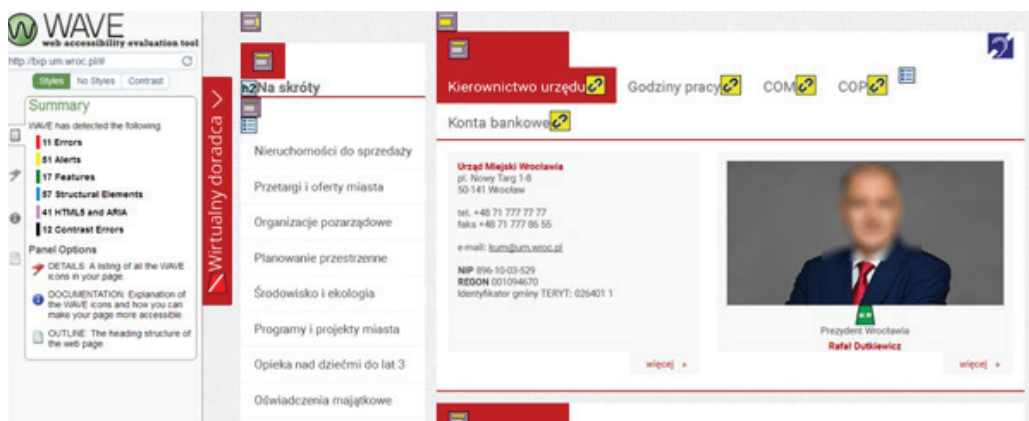 WAVE
web accessibility evaluation tool
http://bip.um.wroc.pl/#
Styles No Styles Contrast
Summary
WAVE has detected the following:
11 Errors
51 Alerts
17 Features
57 Structural Elements
41 HTML5 and ARIA
12 Contrast Errors
Panel Options
DETAILS: A listing of all the WAVE
icons in your page.
DOCUMENTATION: Explanation of
the WAVE icons and how you can
make your page more accessible.
OUTLINE: The heading structure of
the web page
Wirtualny doradca >
h2 Na skróty
Nieruchomości do sprzedaży
Przetargi i oferty miasta
Organizacje pozarządowe
Planowanie przestrzenne
Środowisko i ekologia
Programy i projekty miasta
Opieka nad dziećmi do lat 3
Oświadczenia majątkowe
Kierownictwo urzędu Godziny pracy COM COP
Konta bankowe
Urząd Miejski Wrocławia
pl. Nowy Targ 1-8
50-141 Wrocław
tel. +48 71 777 77 77
faks +48 71 777 86 55
e-mail: kum@um.wroc.pl
NIP 896-10-03-529
REGON 001094670
Identyfikator gminy TERYT: 026401 1
więcej »
Prezydent Wrocławia
Rafał Dutkiewicz
więcej »